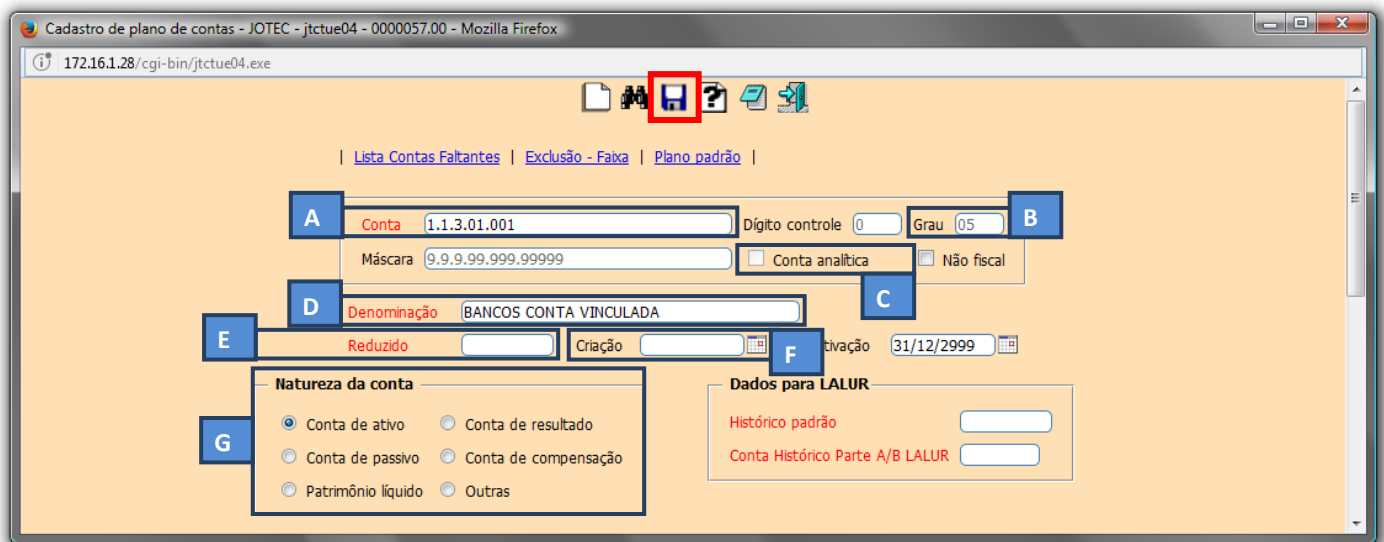 Cadastro de plano de contas - JOTEC - jtctue04 - 0000057.00 - Mozilla Firefox
172.16.1.28/cgi-bin/jtctue04.exe
| Lista Contas Faltantes | Exclusão - Faixa | Plano padrão |
A Conta 1.1.3.01.001 Dígito controle 0 Grau 05 B
Máscara 9.9.9.99.999.99999 Conta analítica Não fiscal
C
D Denominação BANCOS CONTA VINCULADA
E Reduzido Criação F tivação 31/12/2999
Natureza da conta Dados para LALUR
G Conta de ativo Conta de resultado Histórico padrão
Conta de passivo Conta de compensação Conta Histórico Parte A/B LALUR
Patrimônio líquido Outras